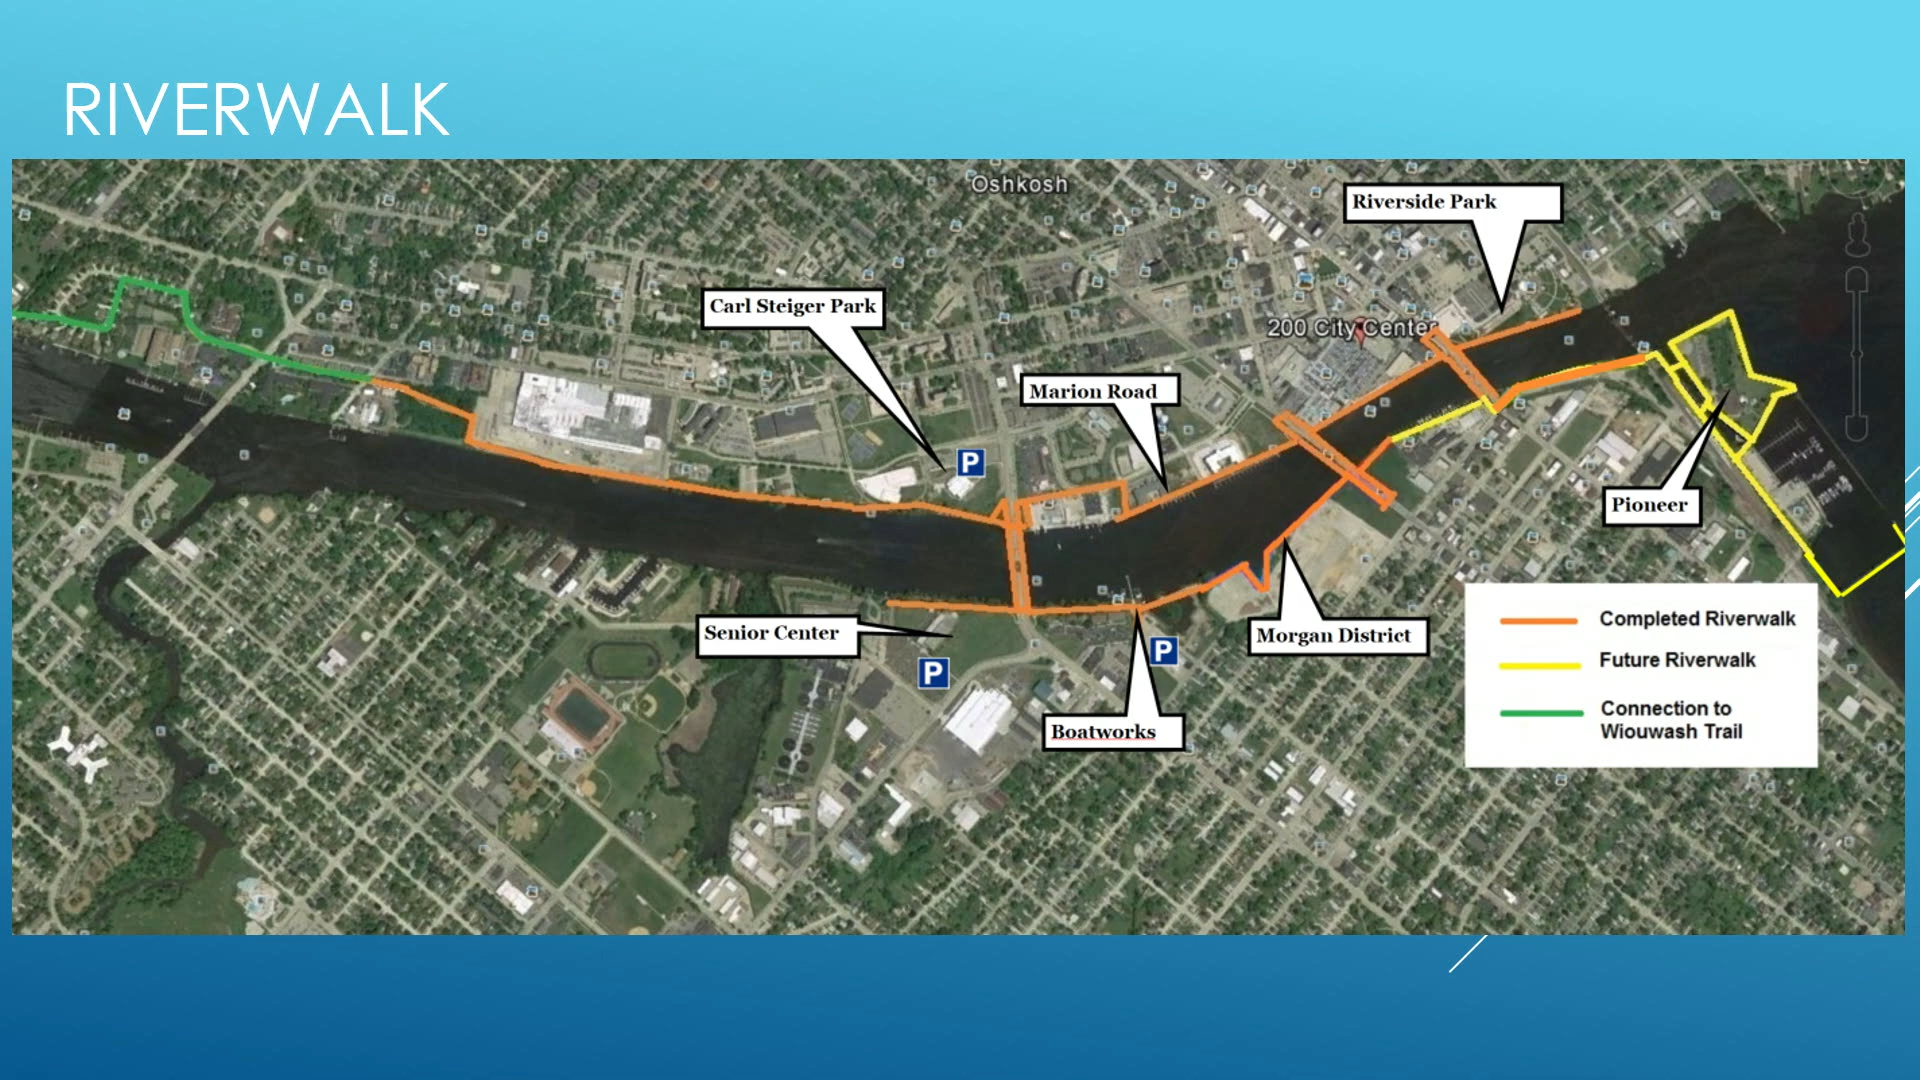 RIVERWALK
Oshkosh
Riverside Park
Carl Steiger Park
200 City Center
Marion Road
P
Pioneer
Senior Center
P
P
Morgan District
Boatworks
Completed Riverwalk
Future Riverwalk
Connection to
Wiouwash Trail